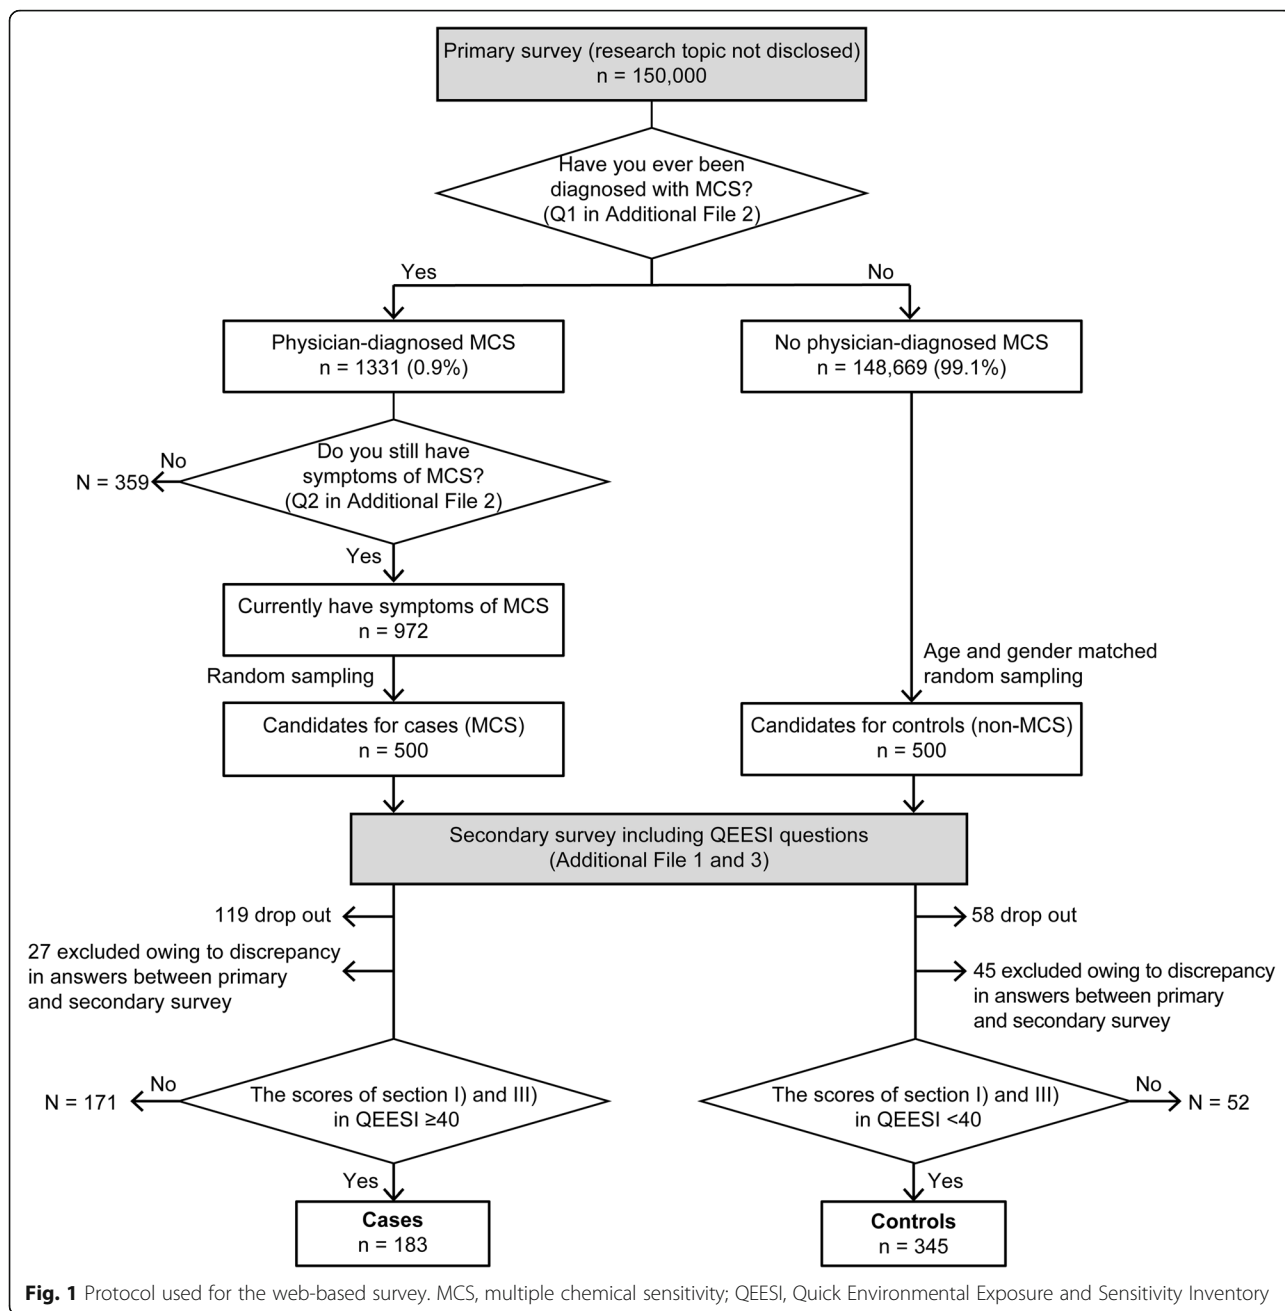 Primary survey (research topic not disclosed)
n = 150,000
Have you ever been
diagnosed with MCS?
(Q1 in Additional File 2)
Yes
No
Physician-diagnosed MCS
n = 1331 (0.9%)
No physician-diagnosed MCS
n = 148,669 (99.1%)
Do you still have
symptoms of MCS?
(Q2 in Additional File 2)
No
N = 359
Yes
Currently have symptoms of MCS
n = 972
Random sampling
Age and gender matched
random sampling
Candidates for cases (MCS)
n = 500
Candidates for controls (non-MCS)
n = 500
Secondary survey including QEESI questions
(Additional File 1 and 3)
119 drop out
58 drop out
27 excluded owing to discrepancy
in answers between primary
and secondary survey
45 excluded owing to discrepancy
in answers between primary
and secondary survey
The scores of section I) and III)
in QEESI ≥40
No
N = 171
The scores of section I) and III)
in QEESI <40
No
N = 52
Yes
Yes
Cases
n = 183
Controls
n = 345
Fig. 1 Protocol used for the web-based survey. MCS, multiple chemical sensitivity; QEESI, Quick Environmental Exposure and Sensitivity Inventory